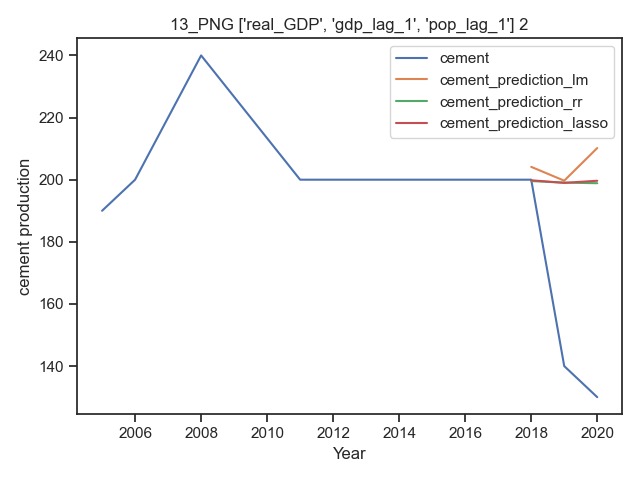 13_PNG ['real_GDP', 'gdp_lag_1', 'pop_lag_1'] 2
cement
cement_prediction_lm
cement_prediction_rr
cement_prediction_lasso
cement production
240
220
200
180
160
140
2006 2008 2010 2012 2014 2016 2018 2020
Year